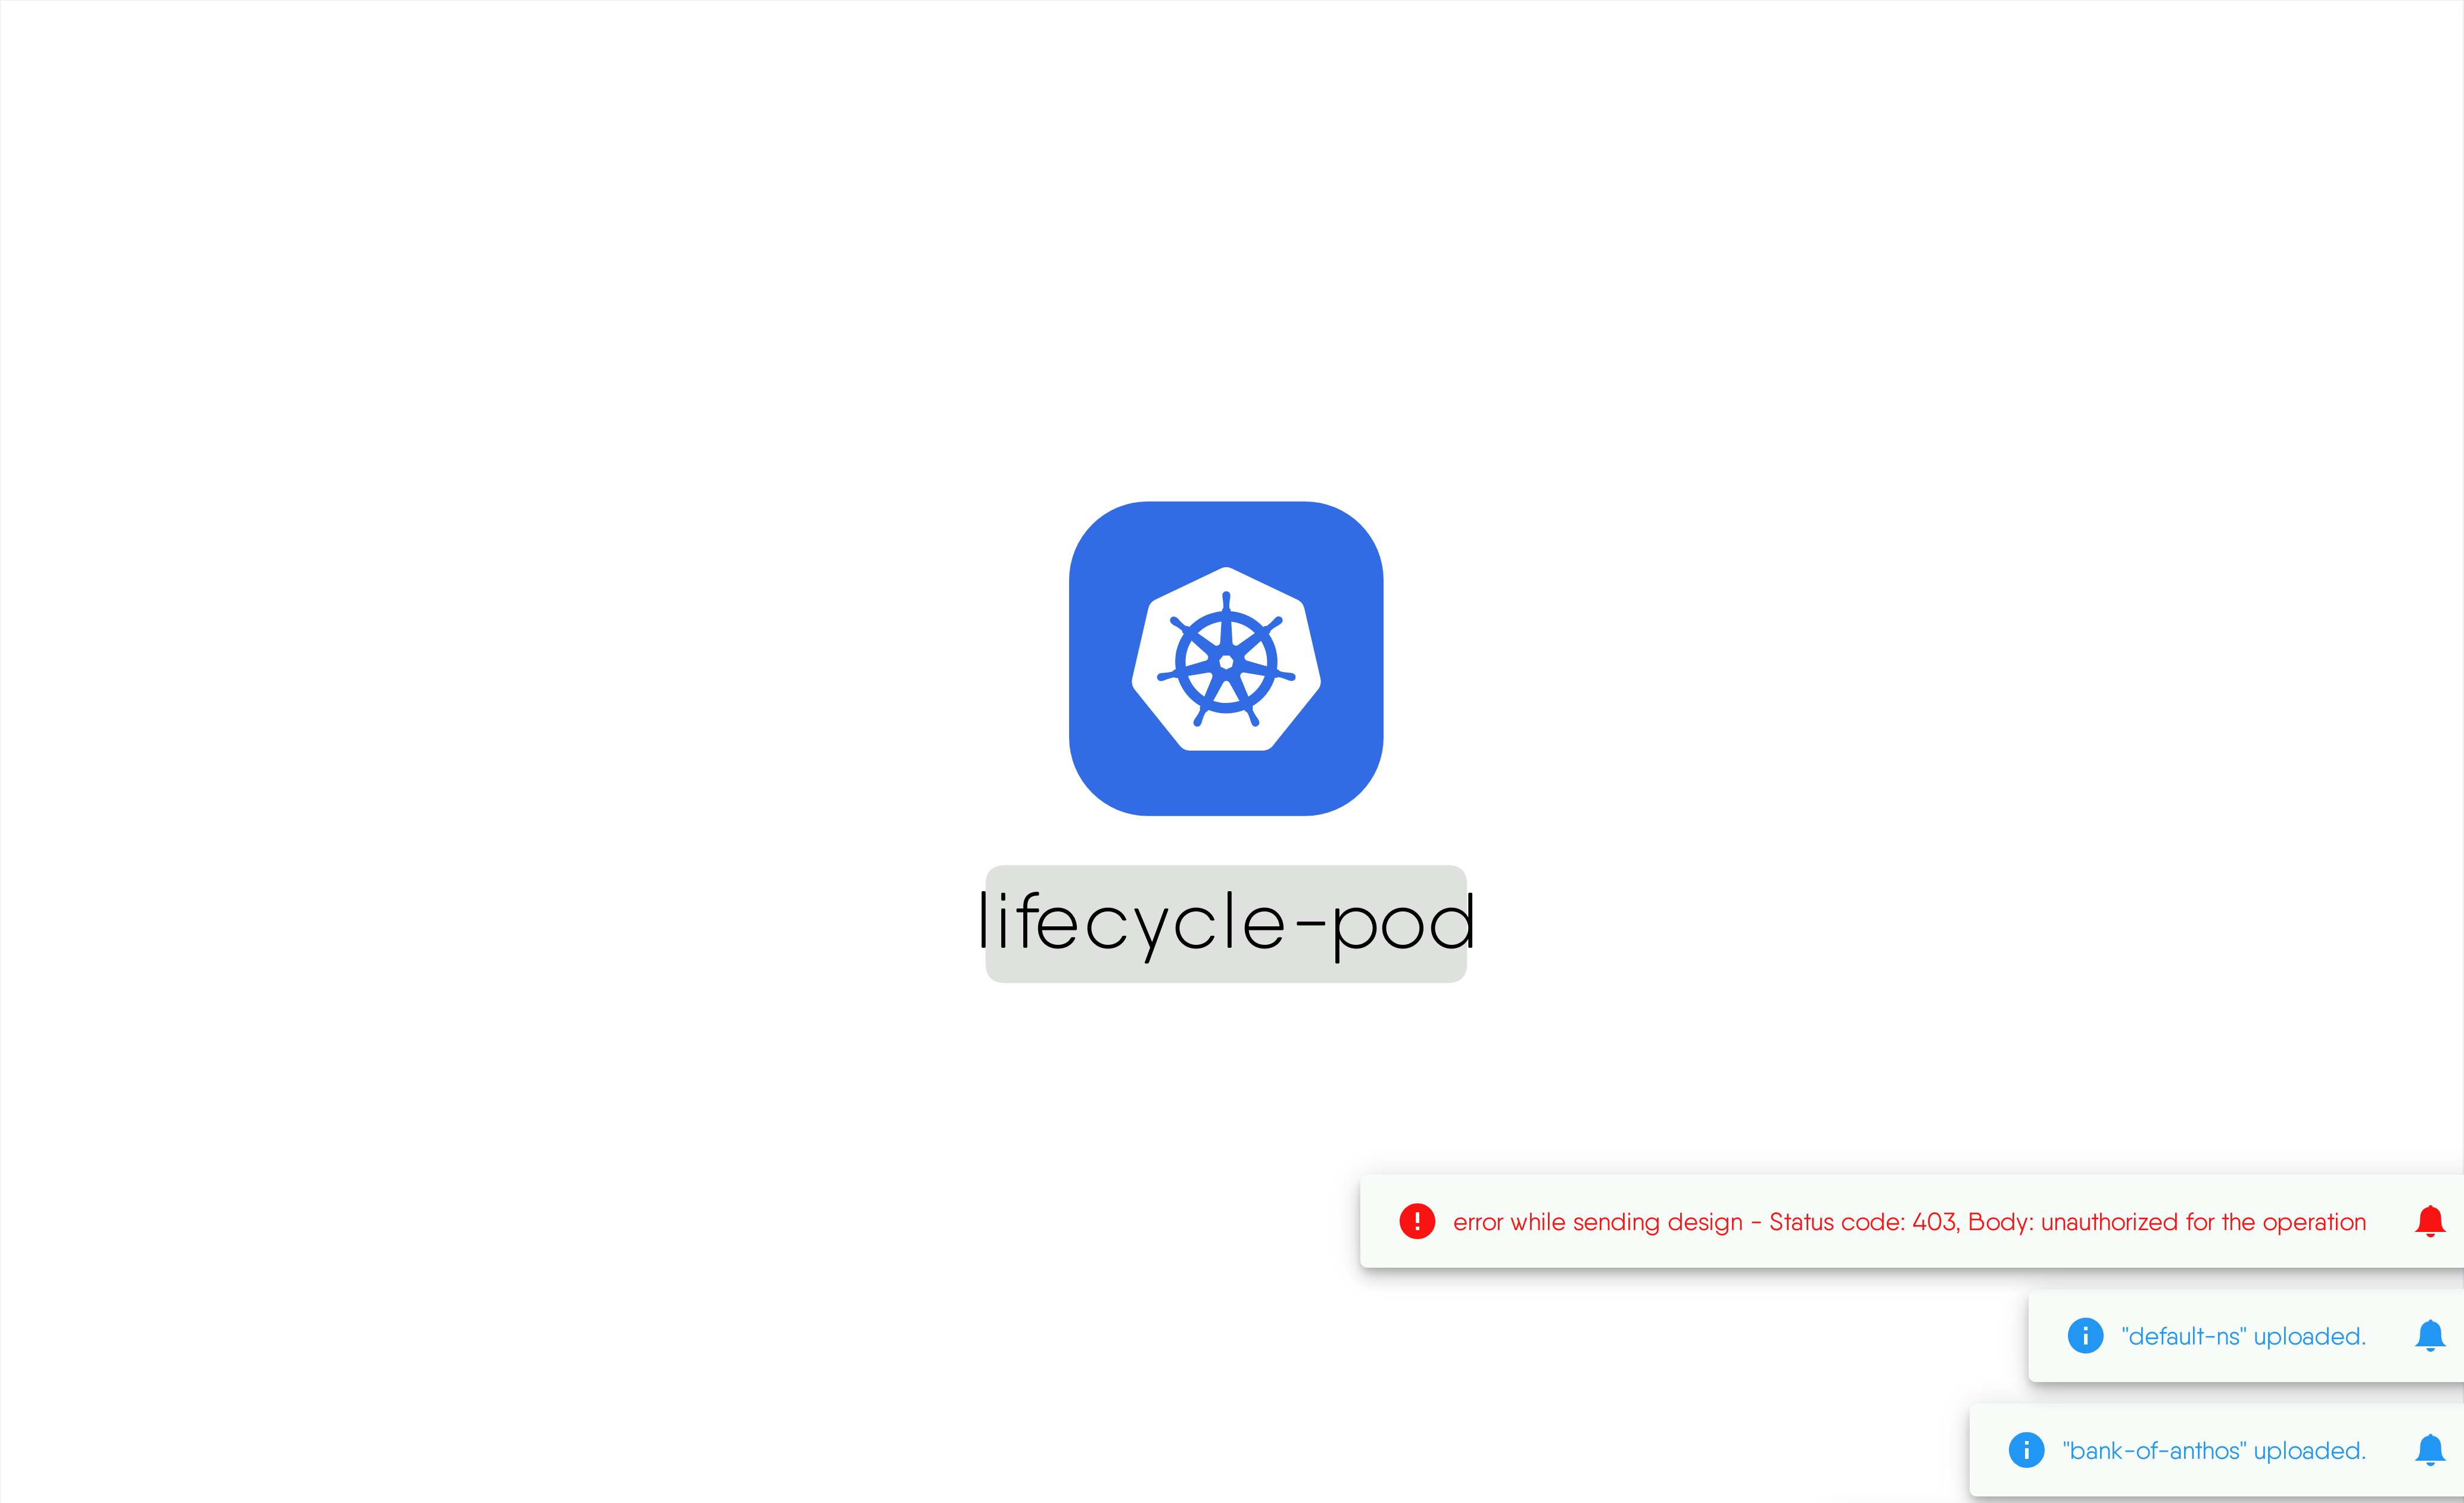 lifecycle-pod
error while sending design - Status code: 403, Body: unauthorized for the operation
"default-ns" uploaded.
"bank-of-anthos" uploaded.